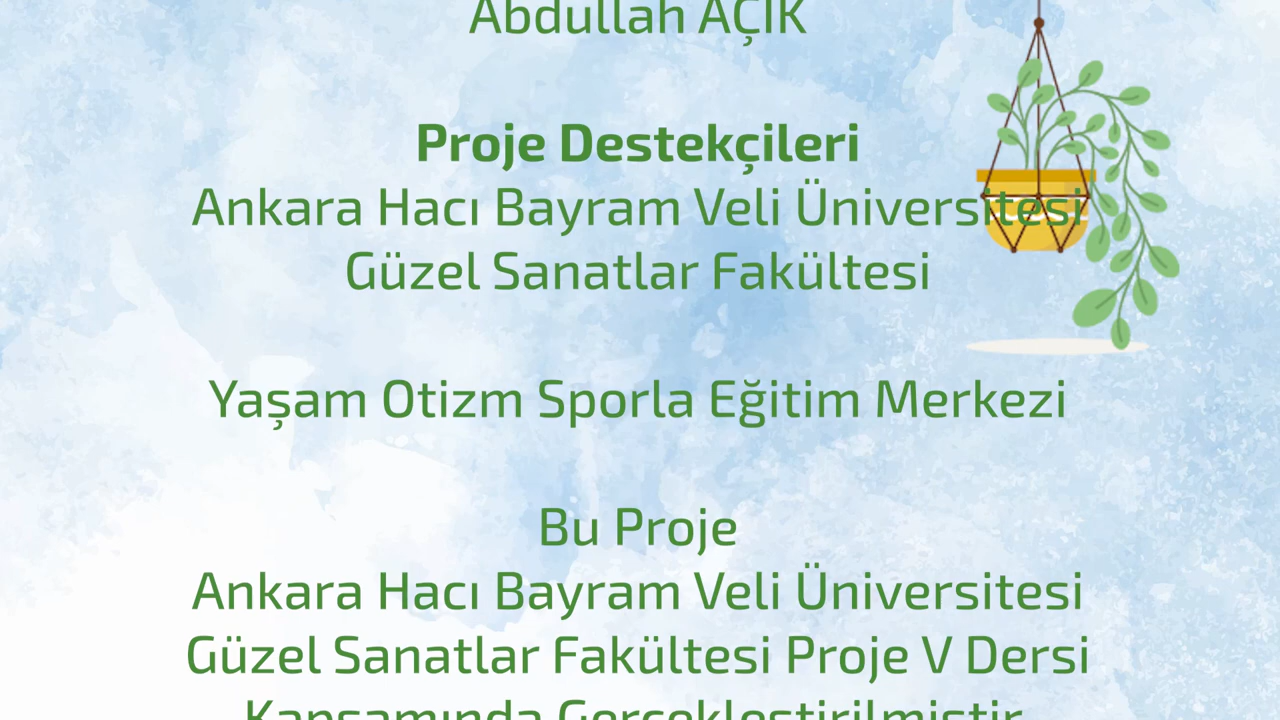 Abdullah AÇIK
Proje Destekçileri
Ankara Hacı Bayram Veli Üniversitesi
Güzel Sanatlar Fakültesi
Yaşam Otizm Sporla Eğitim Merkezi
Bu Proje
Ankara Hacı Bayram Veli Üniversitesi
Güzel Sanatlar Fakültesi Proje V Dersi
Kapsamında Gerçekleştirilmiştir